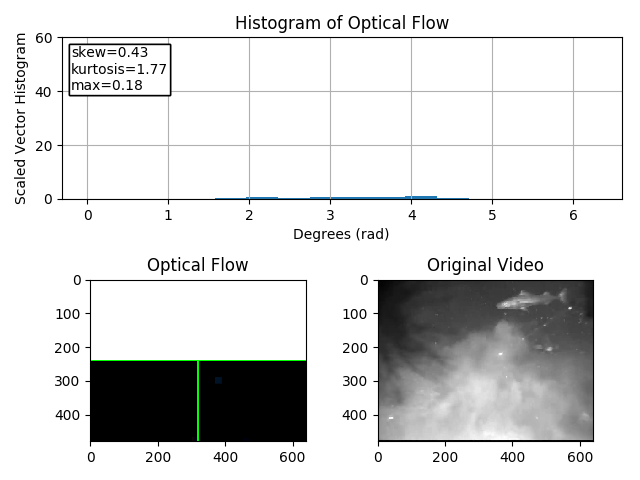 Histogram of Optical Flow
Scaled Vector Histogram
60
40
20
0
skew=0.43
kurtosis=1.77
max=0.18
0 1 2 3 4 5 6
Degrees (rad)
Optical Flow
0
100
200
300
400
0 200 400 600
Original Video
0
100
200
300
400
0 200 400 600